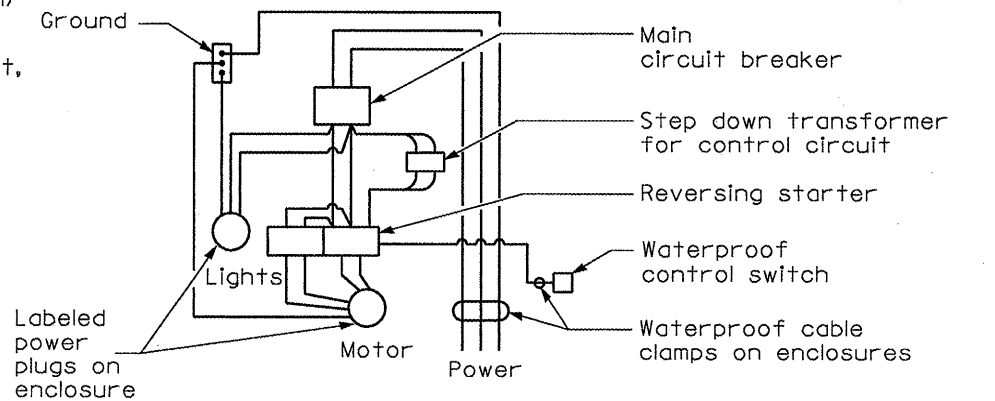 Ground
t,
Main
circuit breaker
Step down transformer
for control circuit
Reversing starter
Waterproof
control switch
Lights
Labeled
power
plugs on
enclosure
Motor
Power
Waterproof cable
clamps on enclosures